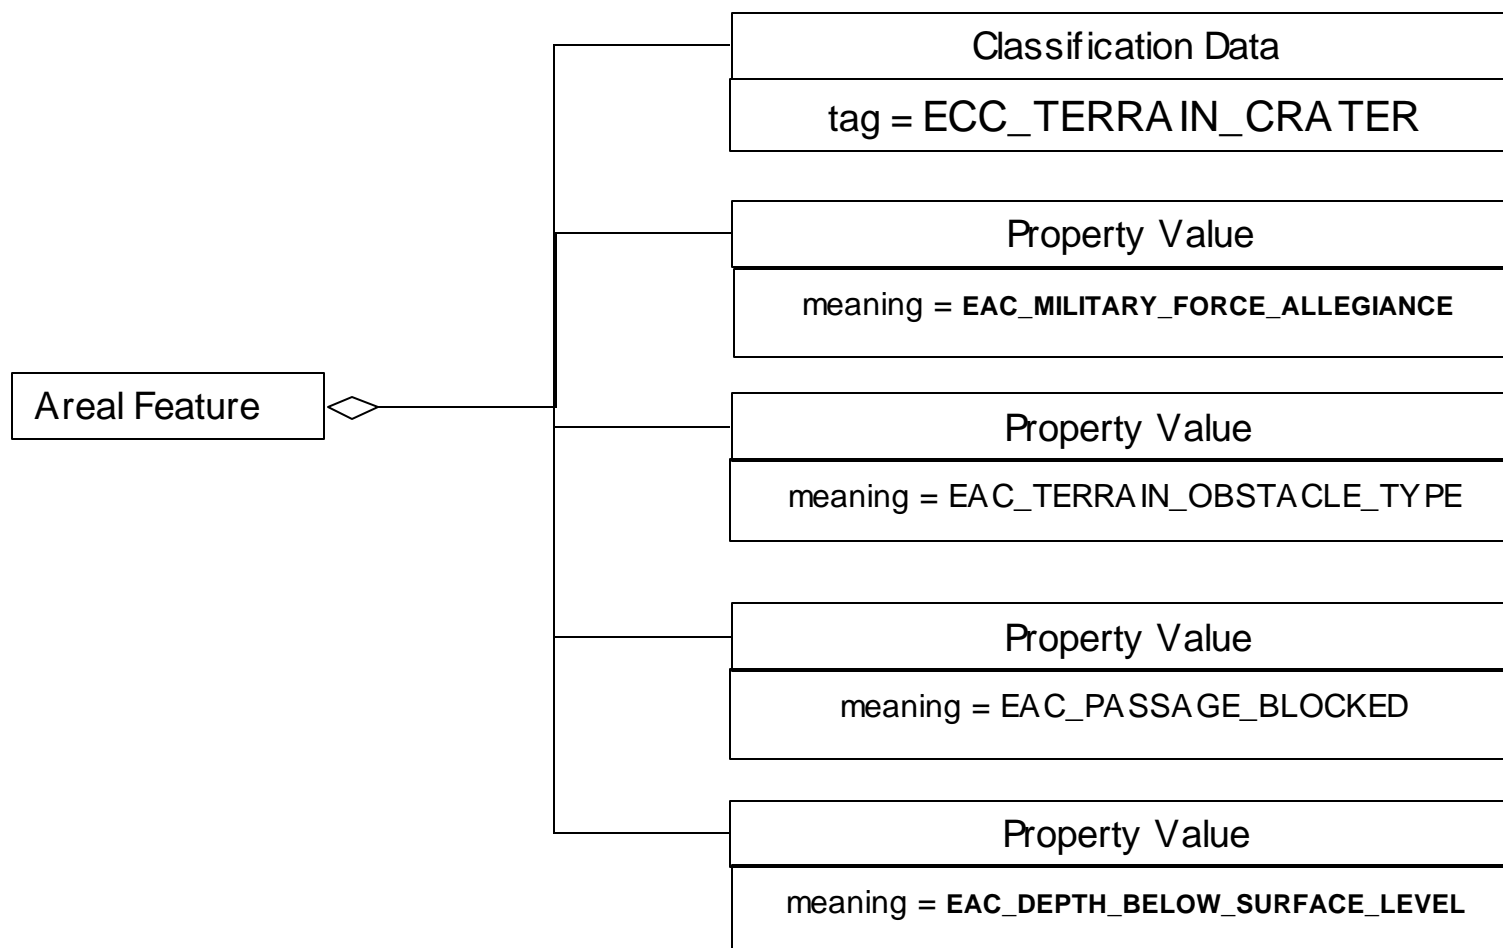 Classification Data
tag = ECC_TERRAIN_CRATER
Property Value
meaning = EAC_MILITARY_FORCE_ALLEGIANCE
Areal Feature
Property Value
meaning = EAC_TERRAIN_OBSTACLE_TYPE
Property Value
meaning = EAC_PASSAGE_BLOCKED
Property Value
meaning = EAC_DEPTH_BELOW_SURFACE_LEVEL